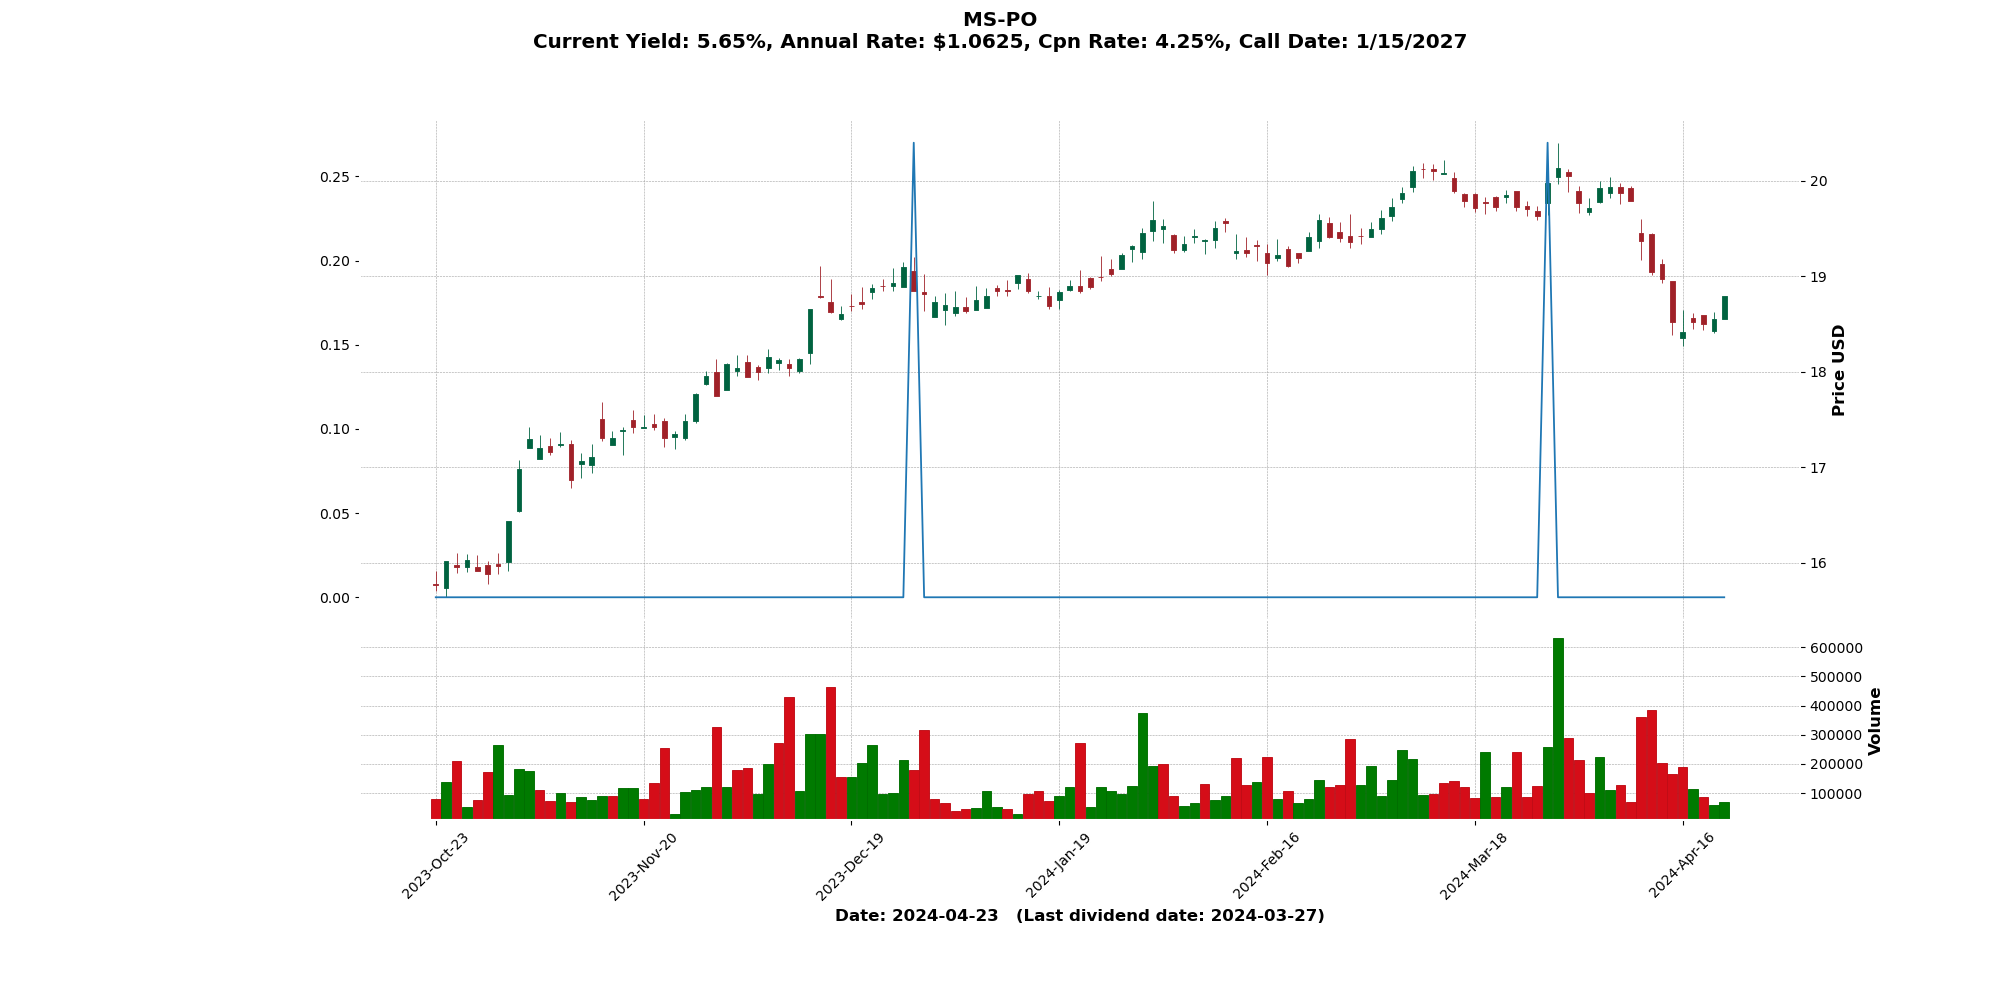 MS-PO
Current Yield: 5.65%, Annual Rate: $1.0625, Cpn Rate: 4.25%, Call Date: 1/15/2027
0.25
0.20
0.15
0.10
0.05
0.00
20
19
18
17
16
Price USD
600000
500000
400000
300000
200000
100000
Volume
2023-Oct-23
2023-Nov-20
2023-Dec-19
2024-Jan-19
2024-Feb-16
2024-Mar-18
2024-Apr-16
Date: 2024-04-23 (Last dividend date: 2024-03-27)